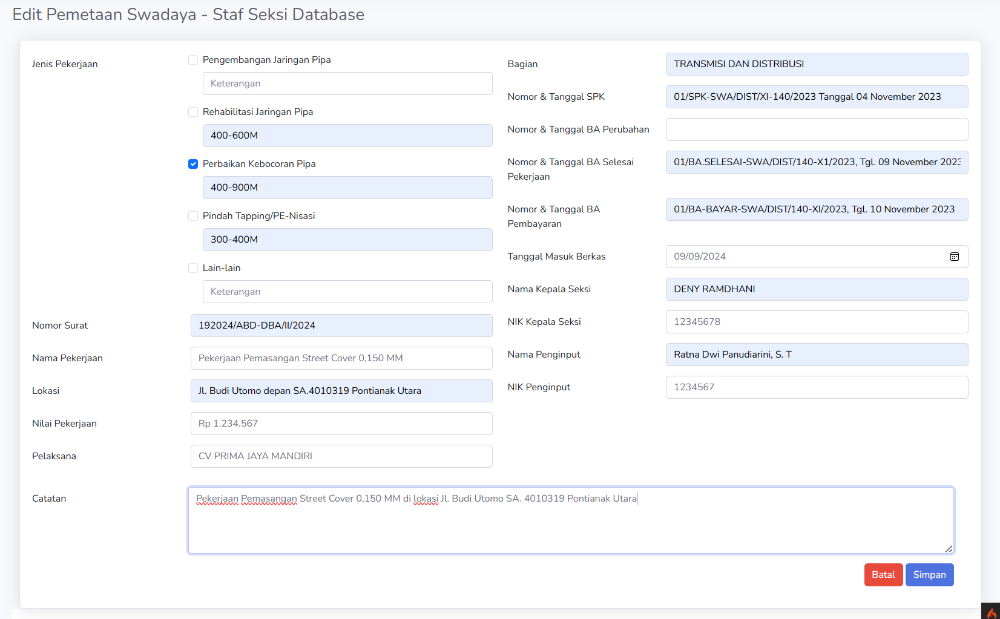 Edit Pemetaan Swadaya - Staf Seksi Database
Jenis Pekerjaan
Pengembangan Jaringan Pipa
Keterangan
Rehabilitasi Jaringan Pipa
400-600M
Perbaikan Kebocoran Pipa
400-900M
Pindah Tapping/PE-Nisasi
300-400M
Lain-lain
Keterangan
Nomor Surat
192024/ABD-DBA/II/2024
Nama Pekerjaan
Pekerjaan Pemasangan Street Cover 0,150 MM
Lokasi
Jl. Budi Utomo depan SA.4010319 Pontianak Utara
Nilai Pekerjaan
Rp 1.234.567
Pelaksana
CV PRIMA JAYA MANDIRI
Bagian
TRANSMISI DAN DISTRIBUSI
Nomor & Tanggal SPK
01/SPK-SWA/DIST/XI-140/2023 Tanggal 04 November 2023
Nomor & Tanggal BA Perubahan
Nomor & Tanggal BA Selesai
Pekerjaan
01/BA.SELESAI-SWA/DIST/140-X1/2023, Tgl. 09 November 2023
Nomor & Tanggal BA
Pembayaran
01/BA-BAYAR-SWA/DIST/140-XI/2023, Tgl. 10 November 2023
Tanggal Masuk Berkas
09/09/2024
Nama Kepala Seksi
DENY RAMDHANI
NIK Kepala Seksi
12345678
Nama Penginput
Ratna Dwi Panudiarini, S. T
NIK Penginput
1234567
Catatan
Pekerjaan Pemasangan Street Cover 0,150 MM di lokasi Jl. Budi Utomo SA. 4010319 Pontianak Utara
Batal
Simpan